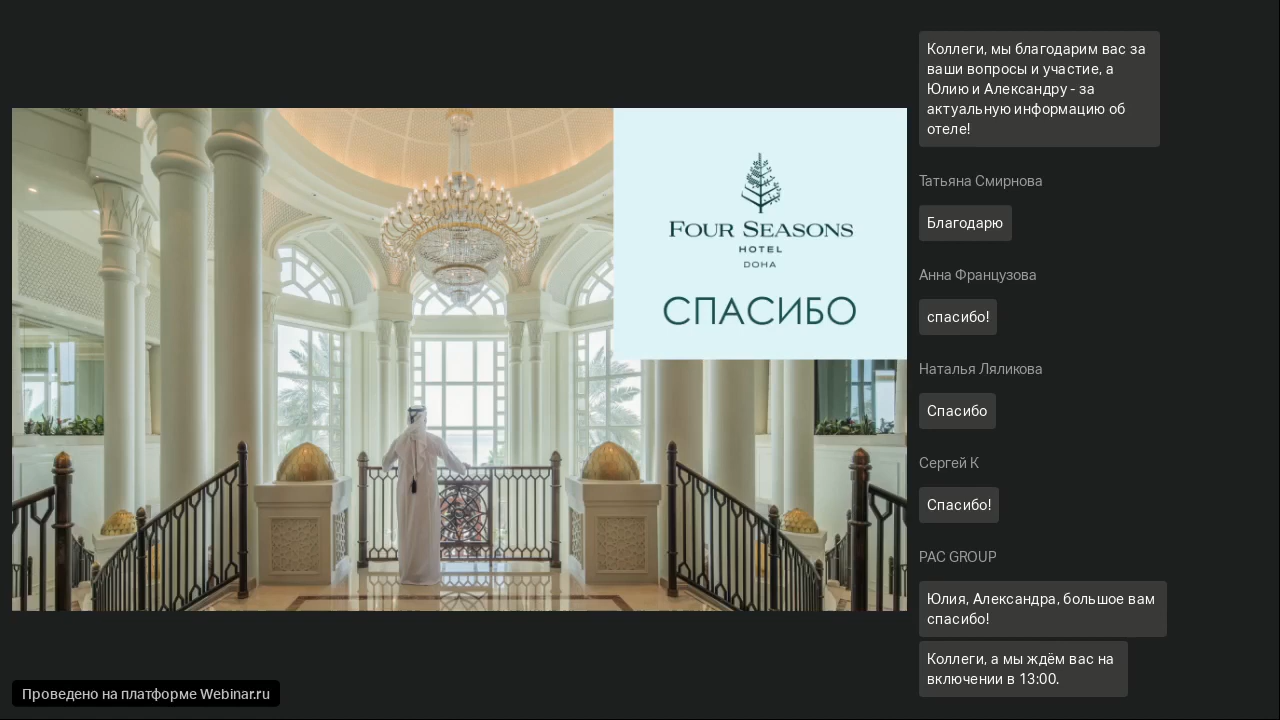 FOUR SEASONS
HOTEL
DOHA
СПАСИБО
Проведено на платформе Webinar.ru
Коллеги, мы благодарим вас за
ваши вопросы и участие, а
Юлию и Александру - за
актуальную информацию об
отеле!
Татьяна Смирнова
Благодарю
Анна Французова
спасибо!
Наталья Ляликова
Спасибо
Сергей К
Спасибо!
PAC GROUP
Юлия, Александра, большое вам
спасибо!
Коллеги, а мы ждём вас на
включении в 13:00.